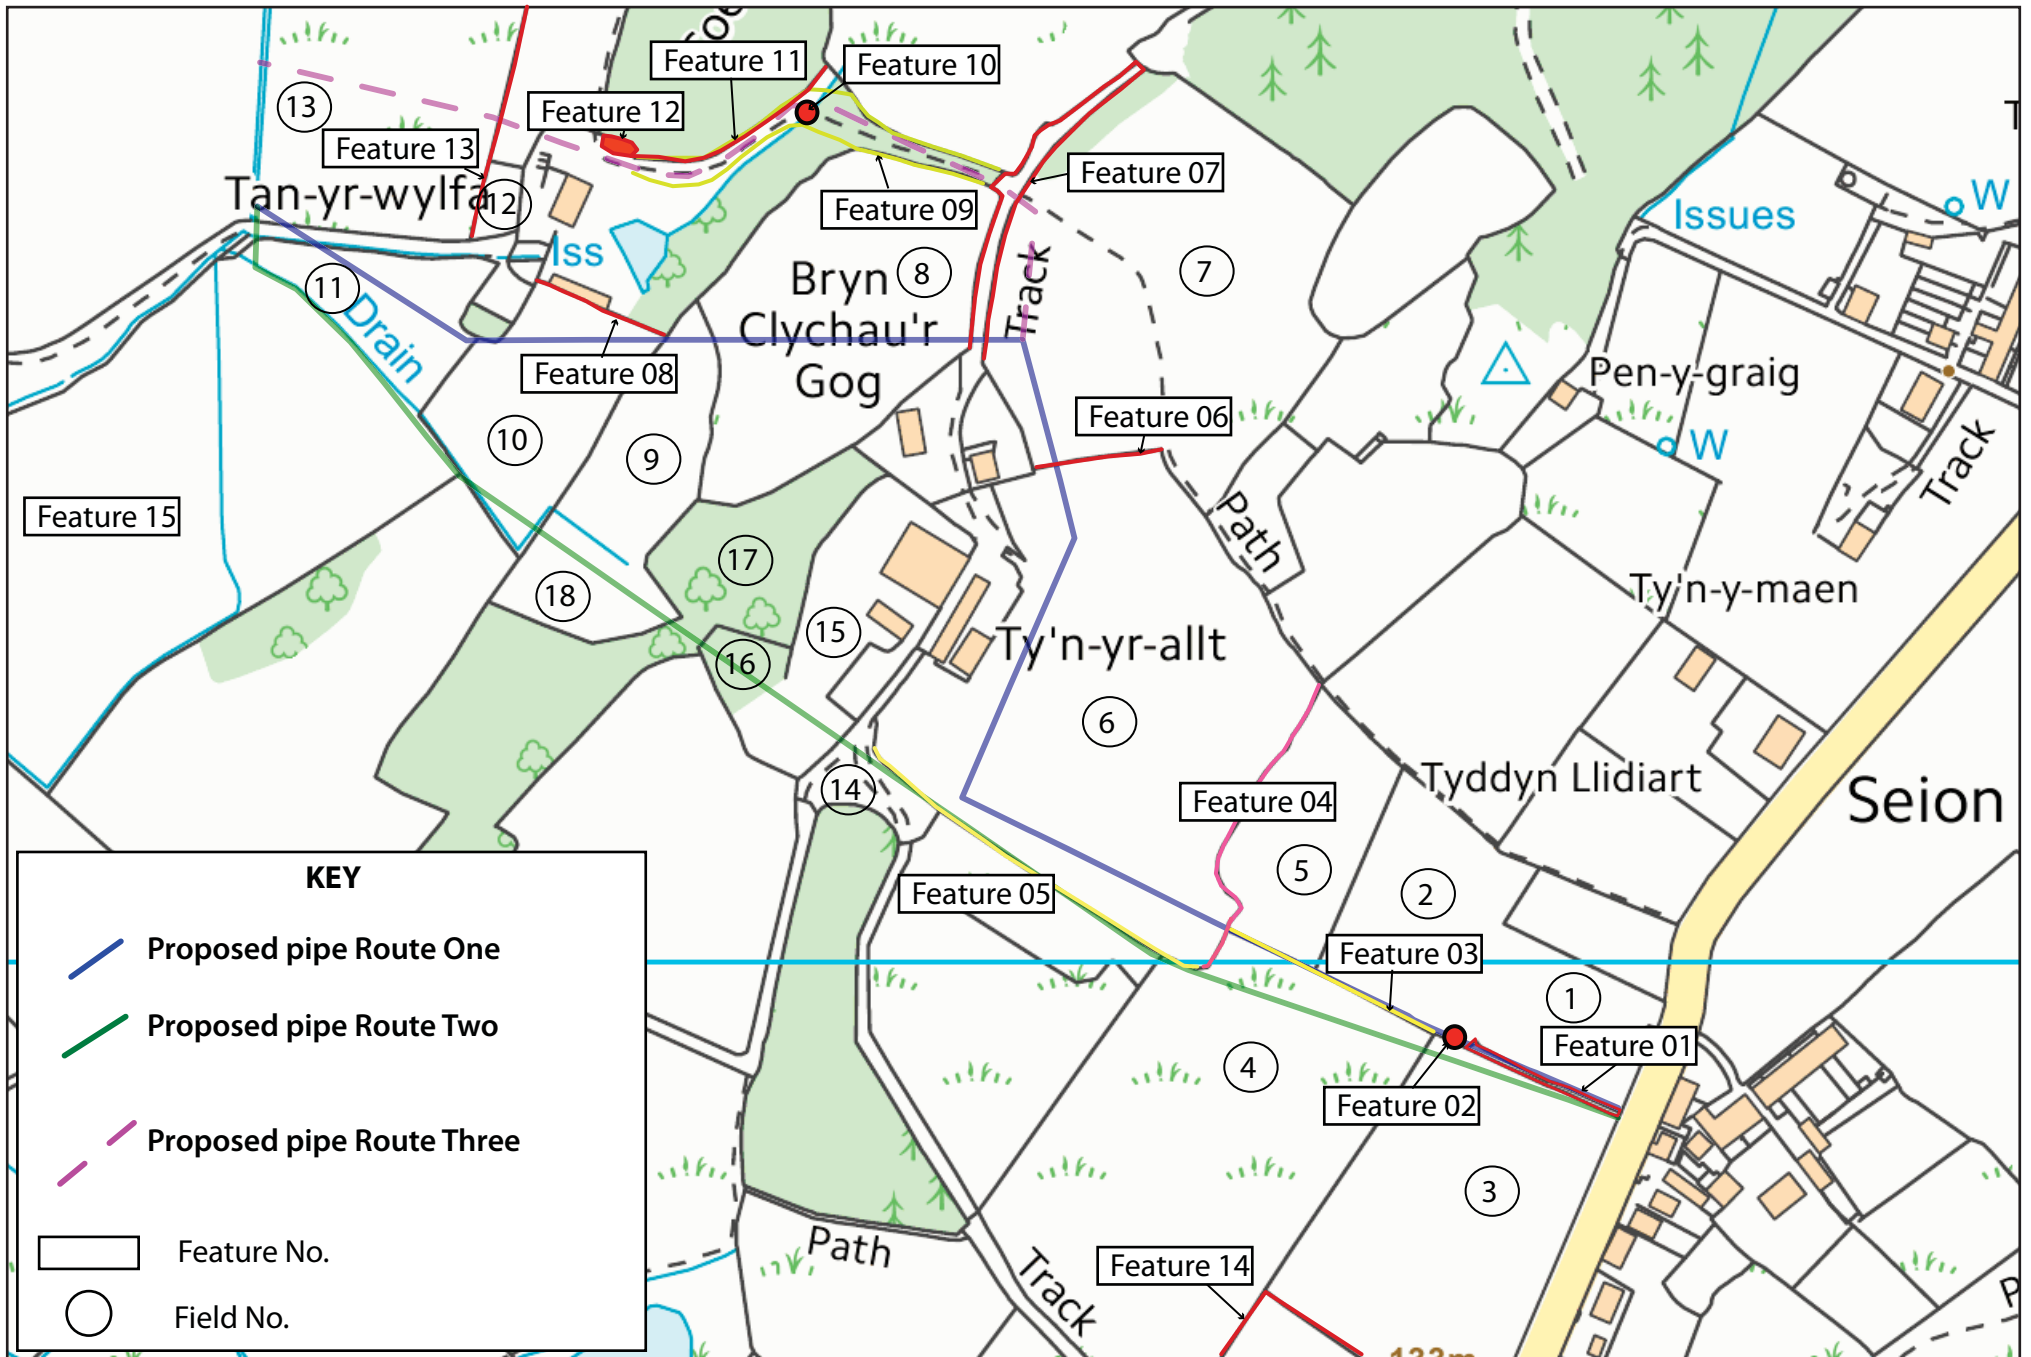 Feature 11
Feature 10
13
Feature 12
Feature 13
Tan-yr-wylfa
12
Feature 07
Feature 09
W
Issues
Iss
11
Bryn
Clychau'r
Gog
8
Track
7
Drain
Feature 08
Pen-y-graig
Feature 06
10
9
W
Track
Feature 15
Path
17
18
15
Ty'n-y-maen
16
Ty'n-yr-allt
6
14
Feature 04
Tyddyn Llidiart
Seion
5
2
Feature 05
Feature 03
1
Feature 01
4
Feature 02
3
Path
Feature 14
Track
KEY
Proposed pipe Route One
Proposed pipe Route Two
Proposed pipe Route Three
Feature No.
Field No.